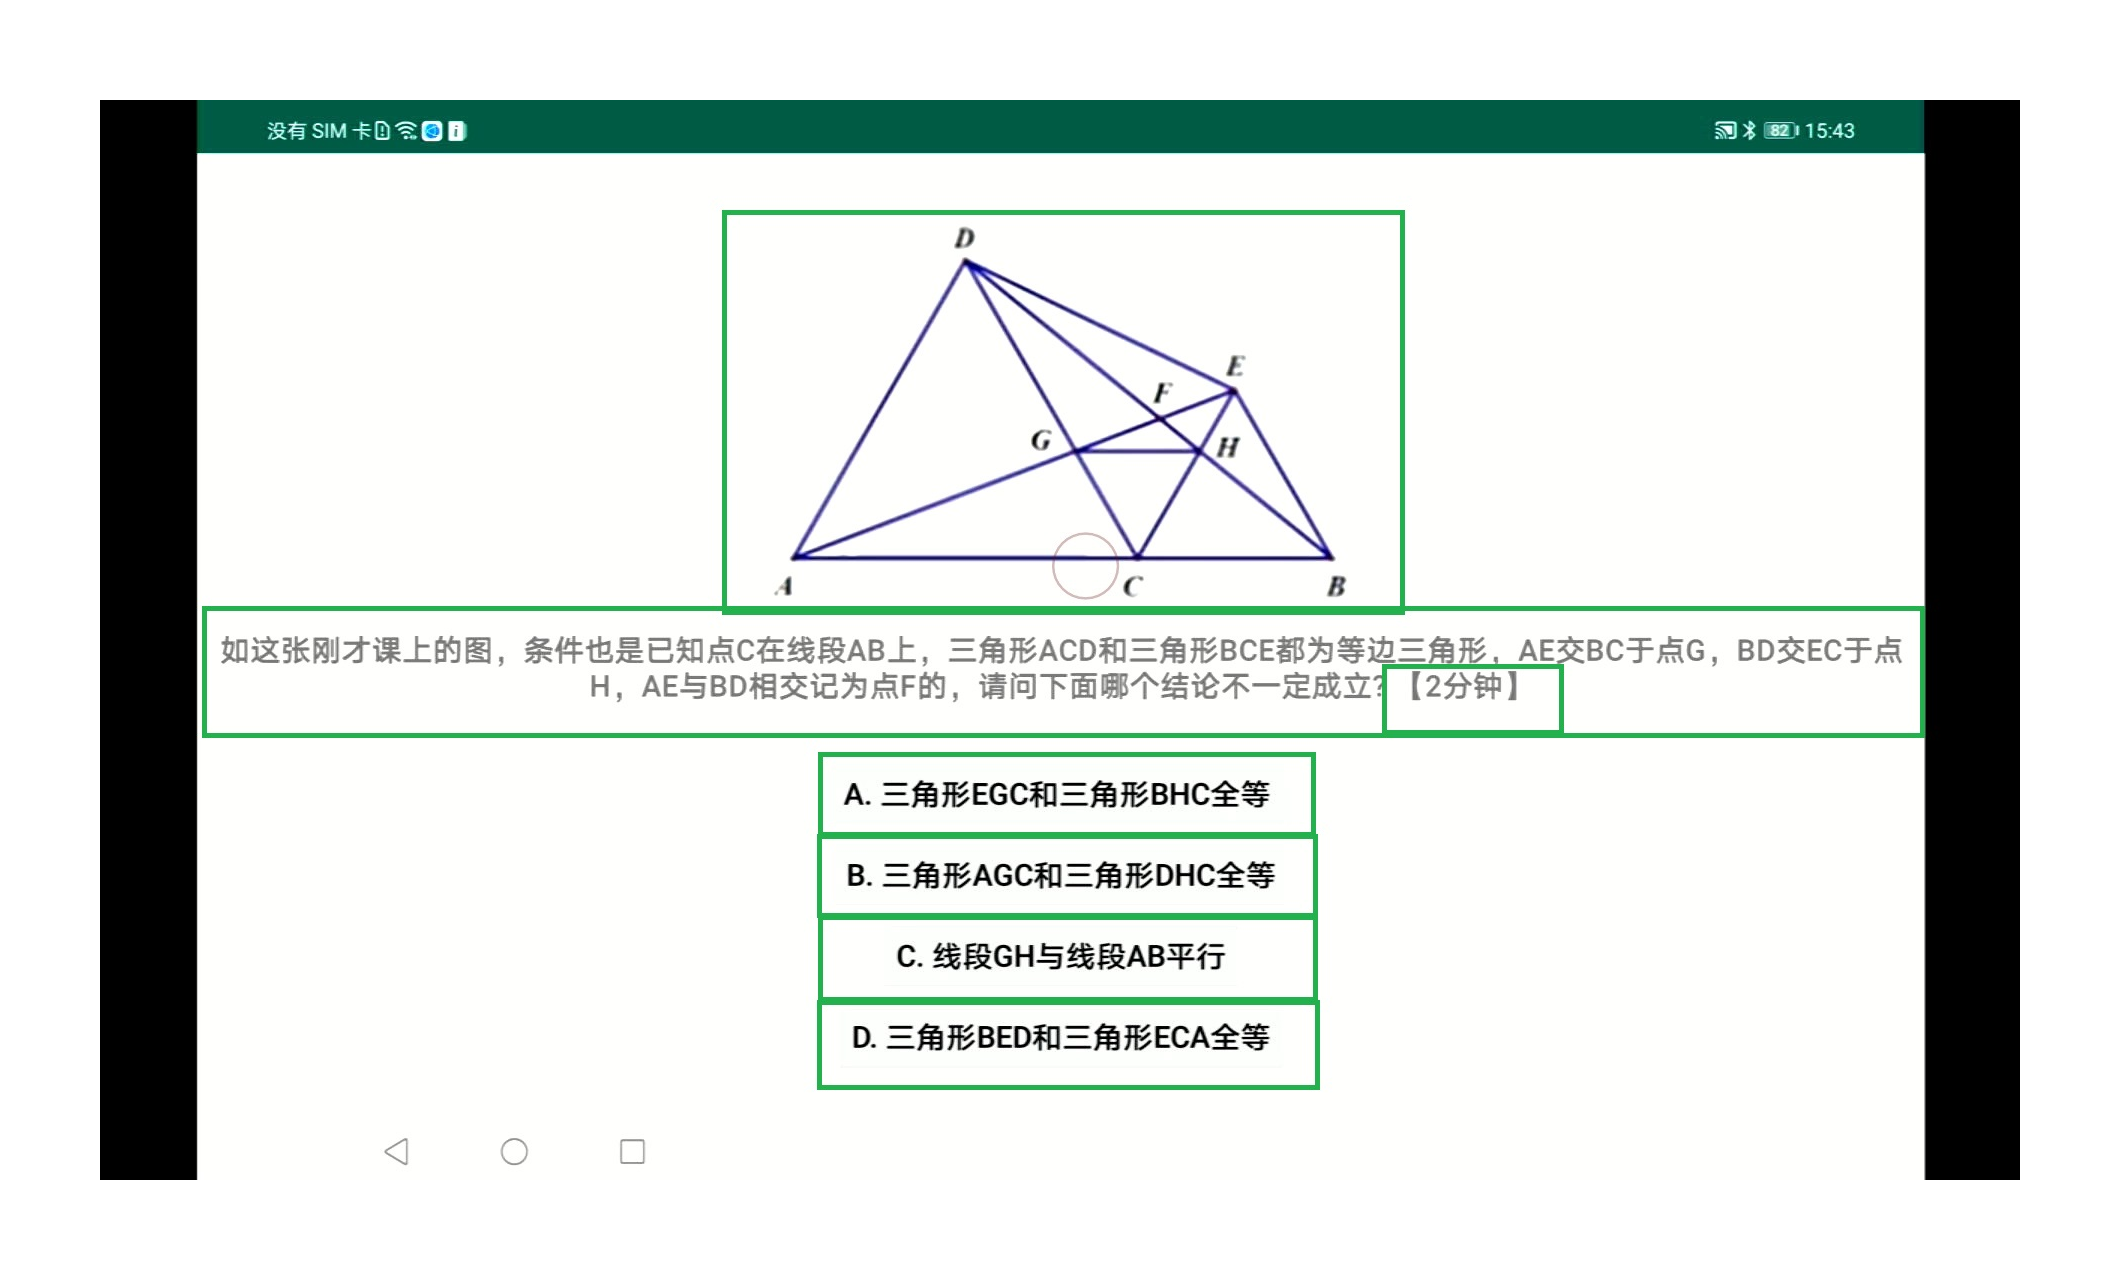 没有 SIM 卡
82 15:43
D
E
F
G
H
A
C
B
如这张刚才课上的图，条件也是已知点C在线段AB上，三角形ACD和三角形BCE都为等边三角形，AE交BC于点G，BD交EC于点
H，AE与BD相交记为点F的，请问下面哪个结论不一定成立?【2分钟】
A. 三角形EGC和三角形BHC全等
B. 三角形AGC和三角形DHC全等
C. 线段GH与线段AB平行
D. 三角形BED和三角形ECA全等